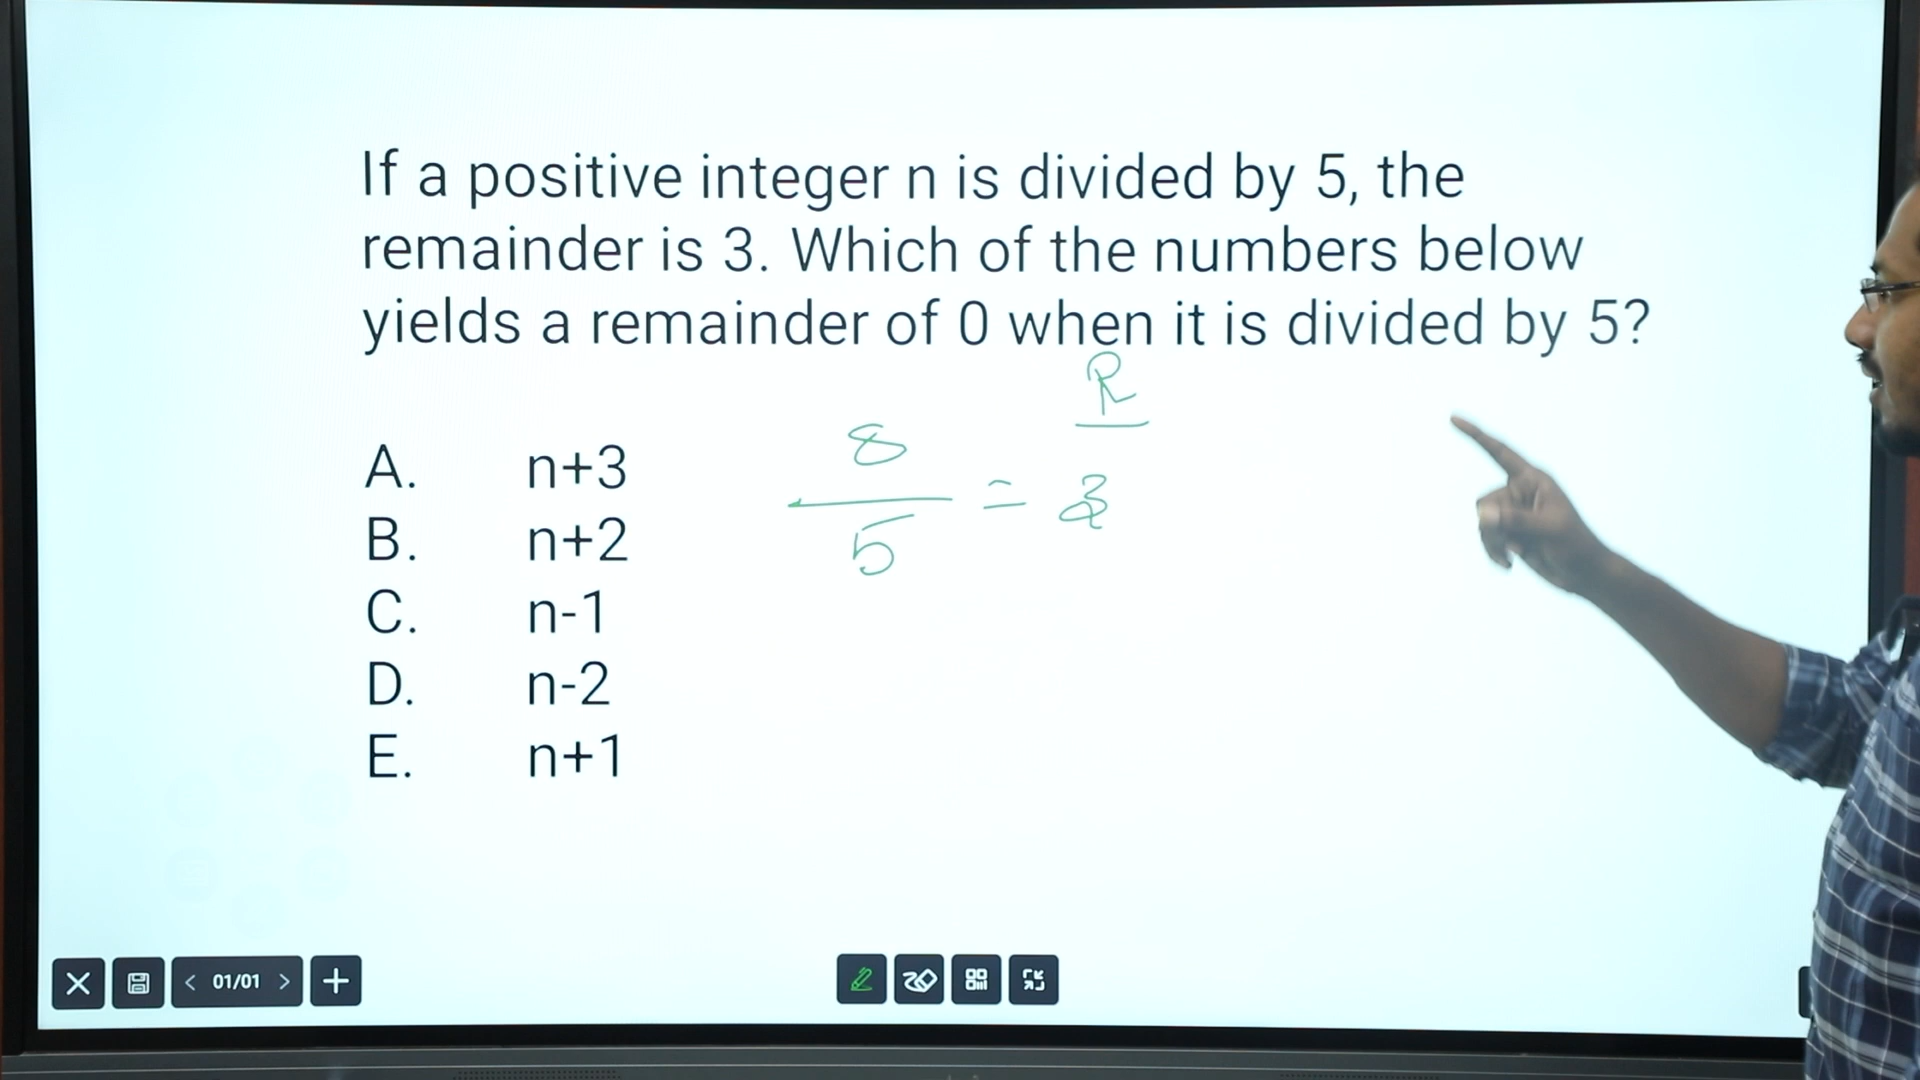 If a positive integer n is divided by 5, the
remainder is 3. Which of the numbers below
yields a remainder of 0 when it is divided by 5?
R
8
5
= 3
A. n+3
B. n+2
C. n-1
D. n-2
E. n+1
01/01